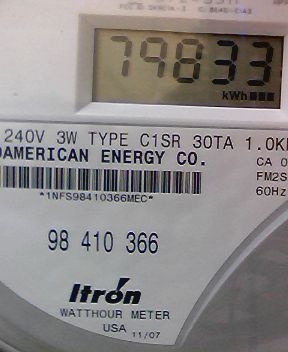 79833
kWh
240V 3W TYPE C1SR 30TA 1.0K
AMERICAN ENERGY CO.
CA 0
FM2S
60Hz
*1NFS98410366MEC*
98 410 366
Itrón
WATTHOUR METER
USA 11/07